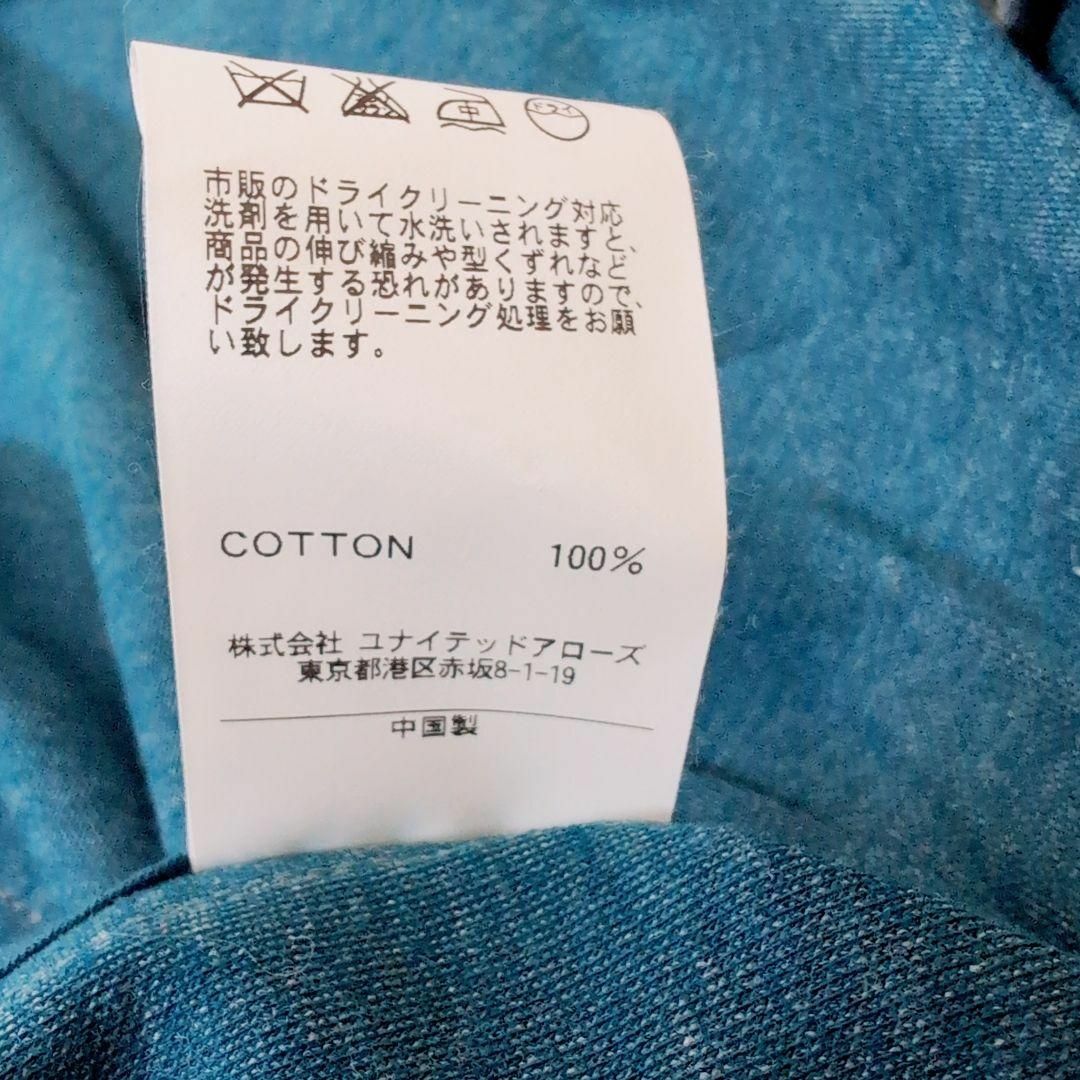 中 ドライ
市販のドライクリーニング対応
洗剤を用いて水洗いされますと、
商品の伸び縮みや型くずれなど
が発生する恐れがありますので、
ドライクリーニング処理をお願
い致します。
COTTON 100%
株式会社 ユナイテッドアローズ
東京都港区赤坂8-1-19
中国製